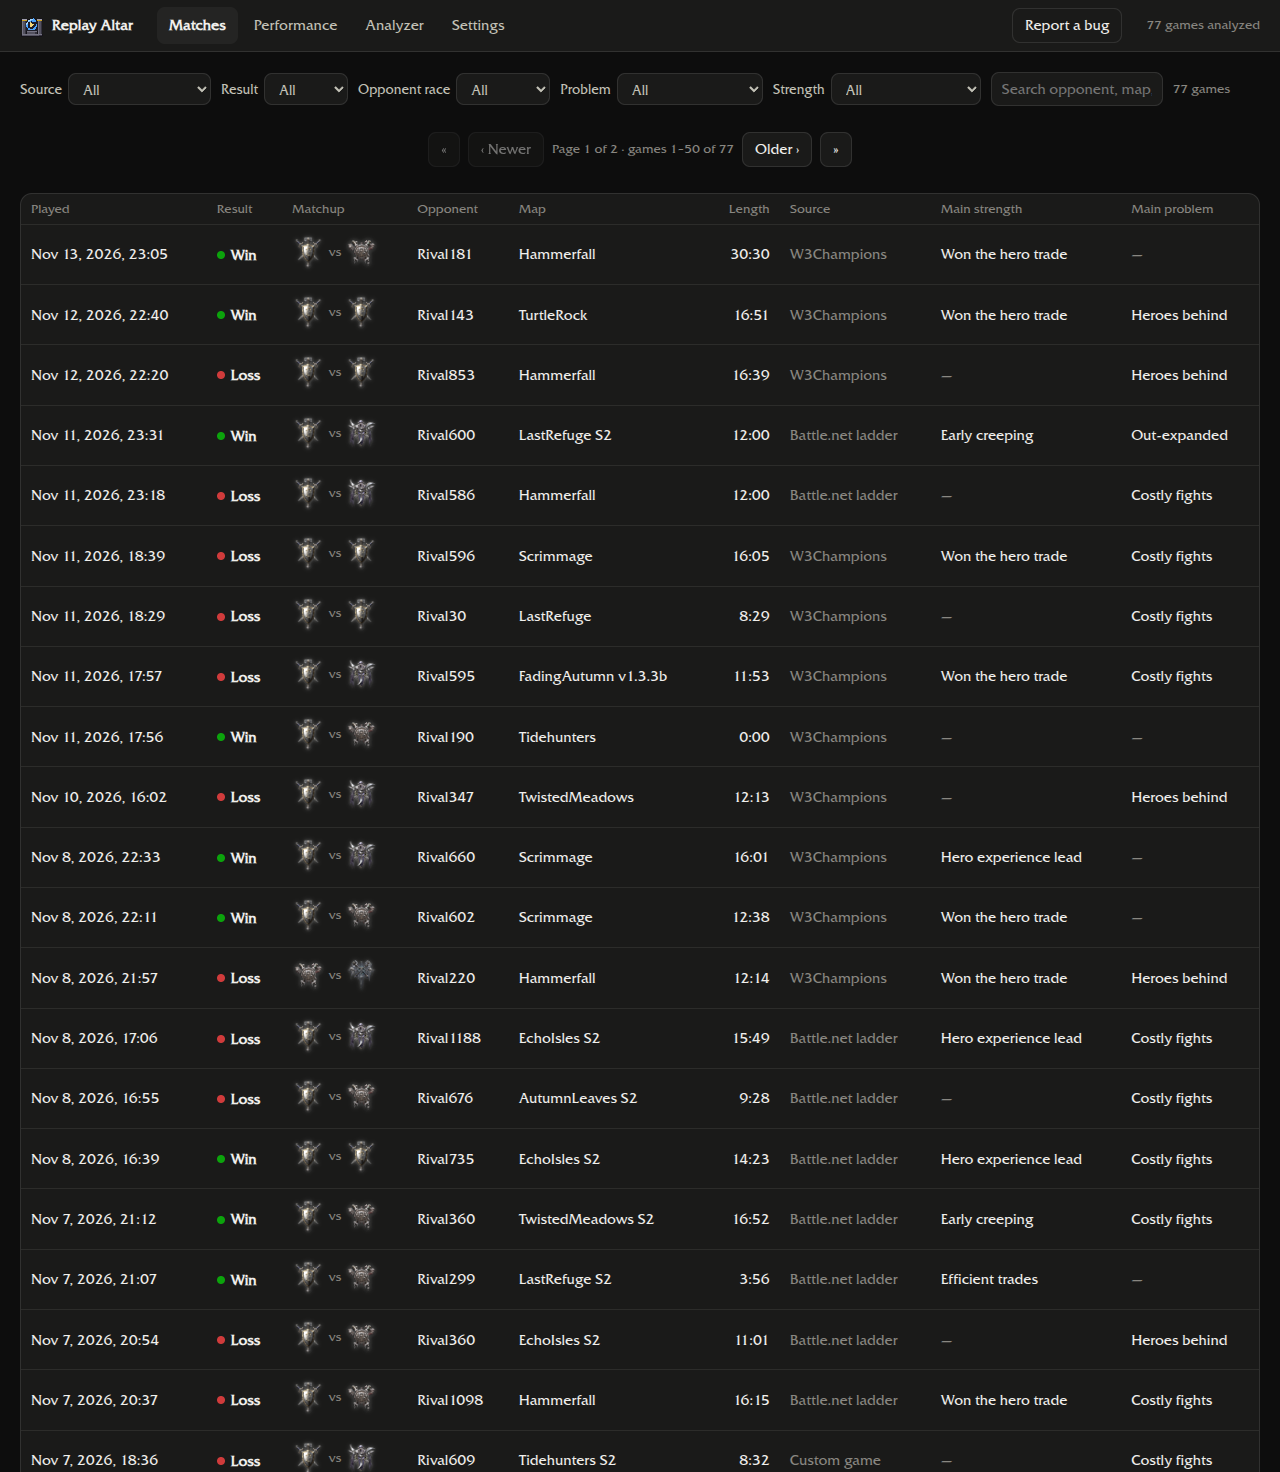 Replay Altar Matches Performance Analyzer Settings Report a bug 77 games analyzed
Source All Result All Opponent race All Problem All Strength All Search opponent, map 77 games
« ‹ Newer Page 1 of 2 · games 1–50 of 77 Older › »
Played Result Matchup Opponent Map Length Source Main strength Main problem
Nov 13, 2026, 23:05 Win vs Rival181 Hammerfall 30:30 W3Champions Won the hero trade —
Nov 12, 2026, 22:40 Win vs Rival143 TurtleRock 16:51 W3Champions Won the hero trade Heroes behind
Nov 12, 2026, 22:20 Loss vs Rival853 Hammerfall 16:39 W3Champions — Heroes behind
Nov 11, 2026, 23:31 Win vs Rival600 LastRefuge S2 12:00 Battle.net ladder Early creeping Out-expanded
Nov 11, 2026, 23:18 Loss vs Rival586 Hammerfall 12:00 Battle.net ladder — Costly fights
Nov 11, 2026, 18:39 Loss vs Rival596 Scrimmage 16:05 W3Champions Won the hero trade Costly fights
Nov 11, 2026, 18:29 Loss vs Rival30 LastRefuge 8:29 W3Champions — Costly fights
Nov 11, 2026, 17:57 Loss vs Rival595 FadingAutumn v1.3.3b 11:53 W3Champions Won the hero trade Costly fights
Nov 11, 2026, 17:56 Win vs Rival190 Tidehunters 0:00 W3Champions — —
Nov 10, 2026, 16:02 Loss vs Rival347 TwistedMeadows 12:13 W3Champions — Heroes behind
Nov 8, 2026, 22:33 Win vs Rival660 Scrimmage 16:01 W3Champions Hero experience lead —
Nov 8, 2026, 22:11 Win vs Rival602 Scrimmage 12:38 W3Champions Won the hero trade —
Nov 8, 2026, 21:57 Loss vs Rival220 Hammerfall 12:14 W3Champions Won the hero trade Heroes behind
Nov 8, 2026, 17:06 Loss vs Rival1188 EchoIsles S2 15:49 Battle.net ladder Hero experience lead Costly fights
Nov 8, 2026, 16:55 Loss vs Rival676 AutumnLeaves S2 9:28 Battle.net ladder — Costly fights
Nov 8, 2026, 16:39 Win vs Rival735 EchoIsles S2 14:23 Battle.net ladder Hero experience lead Costly fights
Nov 7, 2026, 21:12 Win vs Rival360 TwistedMeadows S2 16:52 Battle.net ladder Early creeping Costly fights
Nov 7, 2026, 21:07 Win vs Rival299 LastRefuge S2 3:56 Battle.net ladder Efficient trades —
Nov 7, 2026, 20:54 Loss vs Rival360 EchoIsles S2 11:01 Battle.net ladder — Heroes behind
Nov 7, 2026, 20:37 Loss vs Rival1098 Hammerfall 16:15 Battle.net ladder Won the hero trade Costly fights
Nov 7, 2026, 18:36 Loss vs Rival609 Tidehunters S2 8:32 Custom game — Costly fights